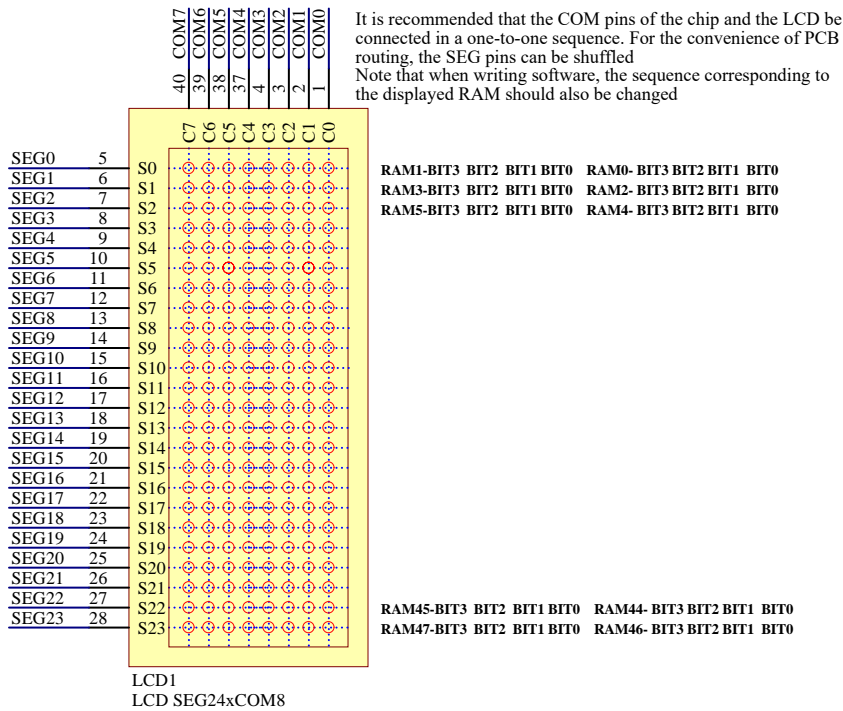 COM7 COM6 COM5 COM4 COM3 COM2 COM1 COM0
40 39 38 37 4 3 2 1
It is recommended that the COM pins of the chip and the LCD be
connected in a one-to-one sequence. For the convenience of PCB
routing, the SEG pins can be shuffled
Note that when writing software, the sequence corresponding to
the displayed RAM should also be changed
C7 C6 C5 C4 C3 C2 C1 C0
SEG0 5 S0 RAM1-BIT3 BIT2 BIT1 BIT0 RAM0- BIT3 BIT2 BIT1 BIT0
SEG1 6 S1 RAM3-BIT3 BIT2 BIT1 BIT0 RAM2- BIT3 BIT2 BIT1 BIT0
SEG2 7 S2 RAM5-BIT3 BIT2 BIT1 BIT0 RAM4- BIT3 BIT2 BIT1 BIT0
SEG3 8 S3
SEG4 9 S4
SEG5 10 S5
SEG6 11 S6
SEG7 12 S7
SEG8 13 S8
SEG9 14 S9
SEG10 15 S10
SEG11 16 S11
SEG12 17 S12
SEG13 18 S13
SEG14 19 S14
SEG15 20 S15
SEG16 21 S16
SEG17 22 S17
SEG18 23 S18
SEG19 24 S19
SEG20 25 S20
SEG21 26 S21
SEG22 27 S22 RAM45-BIT3 BIT2 BIT1 BIT0 RAM44- BIT3 BIT2 BIT1 BIT0
SEG23 28 S23 RAM47-BIT3 BIT2 BIT1 BIT0 RAM46- BIT3 BIT2 BIT1 BIT0
LCD1
LCD SEG24xCOM8